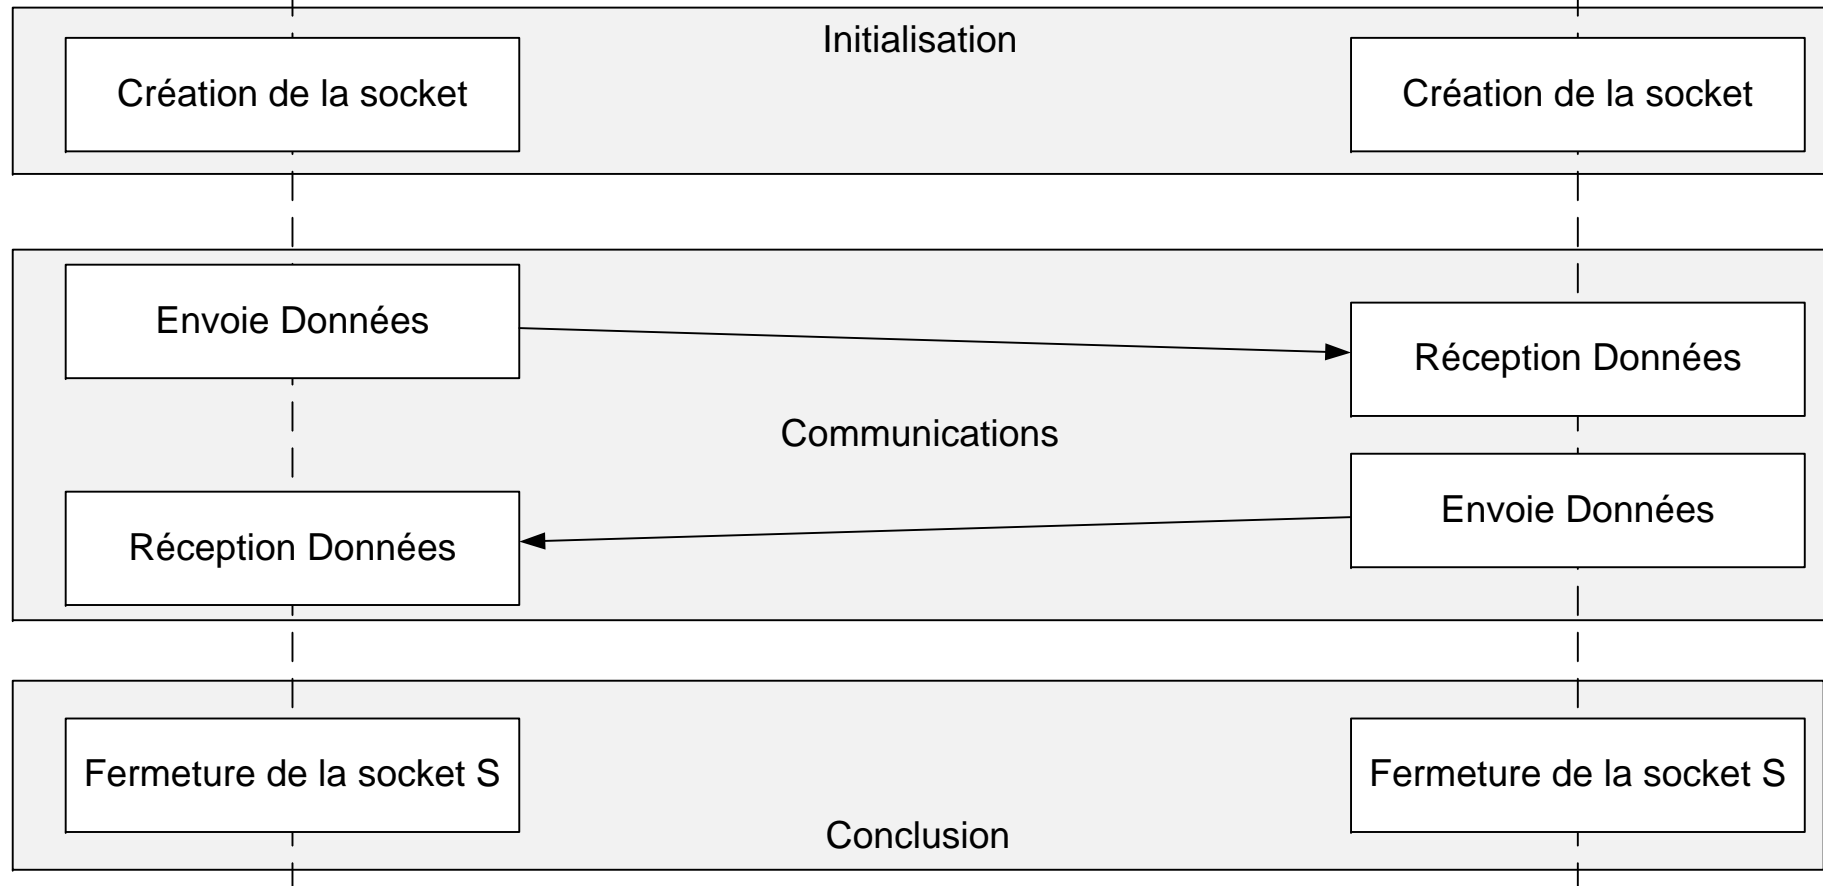 Initialisation
Création de la socket
Création de la socket
Envoie Données
Réception Données
Communications
Envoie Données
Réception Données
Fermeture de la socket S
Fermeture de la socket S
Conclusion